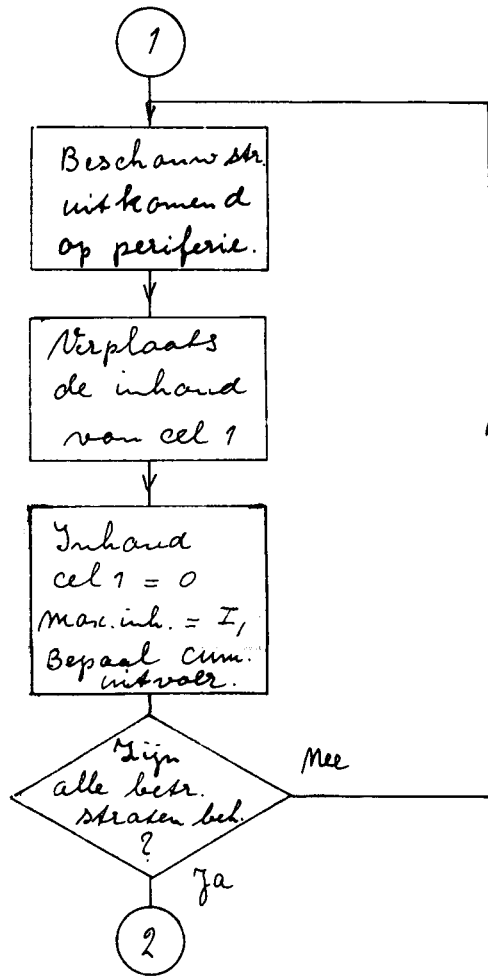 1
Beschouw str.
uitkomend
op periferie.
Verplaats
de inhoud
van cel 1
Inhoud
cel 1 = 0
max.inh. = I,
Bepaal cum.
uitvoer.
Zijn
alle betr.
straten beh.
?
Nee
Ja
2